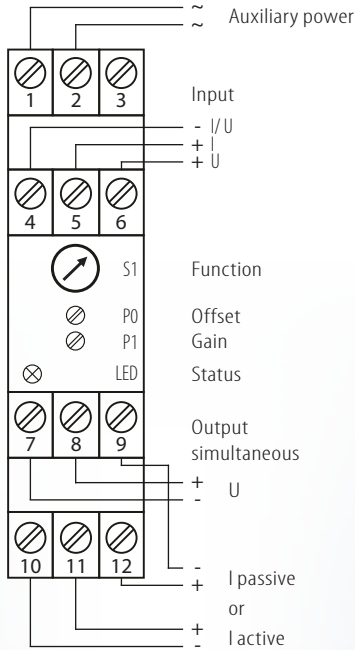 ~
~ Auxiliary power
1 2 3
Input
- I/U
+ I
+ U
4 5 6
S1 Function
P0 Offset
P1 Gain
LED Status
7 8 9
Output
simultaneous
+
- U
10 11 12
-
+ I passive
or
+
- I active